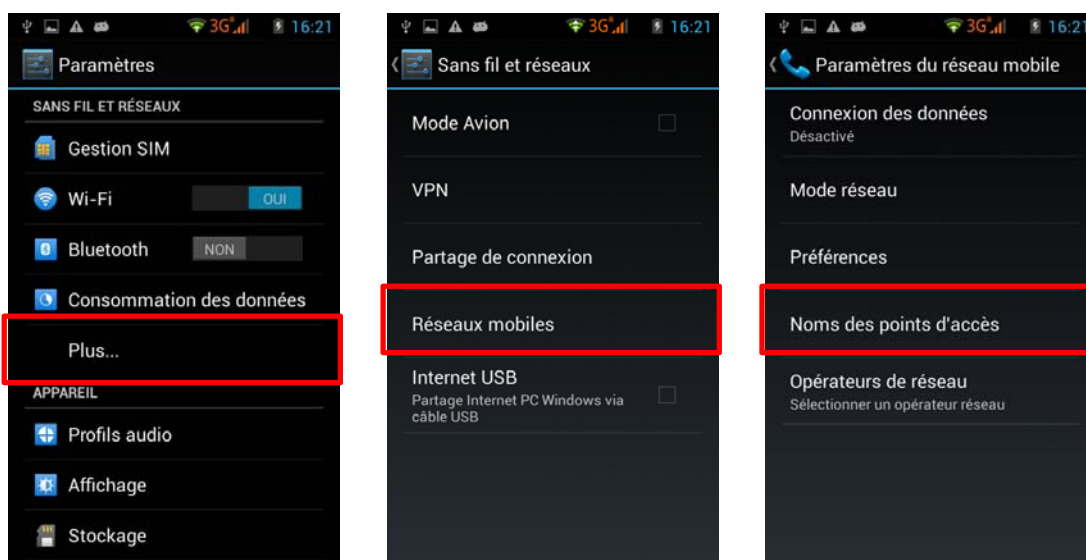 3G R 16:21
Paramètres
SANS FIL ET RÉSEAUX
Gestion SIM
Wi-Fi OUI
Bluetooth NON
Consommation des données
Plus...
APPAREIL
Profils audio
Affichage
Stockage
3G R 16:21
Sans fil et réseaux
Mode Avion
VPN
Partage de connexion
Réseaux mobiles
Internet USB
Partage Internet PC Windows via
câble USB
3G R 16:21
Paramètres du réseau mobile
Connexion des données
Désactivé
Mode réseau
Préférences
Noms des points d'accès
Opérateurs de réseau
Sélectionner un opérateur réseau